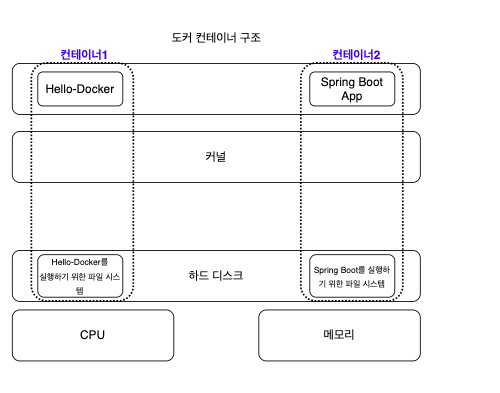 도커 컨테이너 구조
컨테이너1
컨테이너2
Hello-Docker
Spring Boot
App
커널
Hello-Docker를
실행하기 위한 파일 시스
템
하드 디스크
Spring Boot를 실행하
기 위한 파일 시스템
CPU
메모리